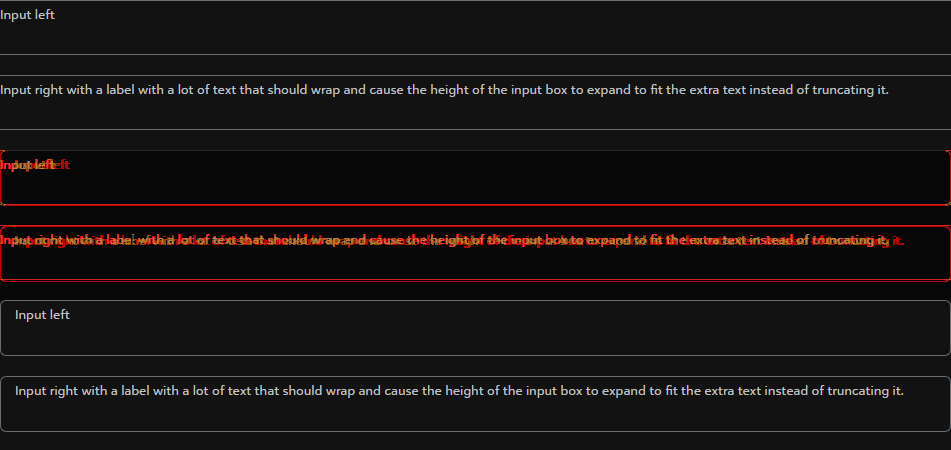 Input left
Input right with a label with a lot of text that should wrap and cause the height of the input box to expand to fit the extra text instead of truncating it.
Input left
Input right with a label with a lot of text that should wrap and cause the height of the input box to expand to fit the extra text instead of truncating it.
Input left
Input right with a label with a lot of text that should wrap and cause the height of the input box to expand to fit the extra text instead of truncating it.